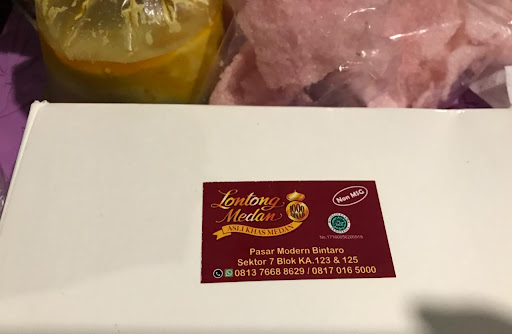 Lontong
Medan
1000
ASLI KHAS MEDAN
Non MSG
Pasar Modern Bintaro
Sektor 7 Blok KA.123 & 125
0813 7668 8629 / 0817 016 5000